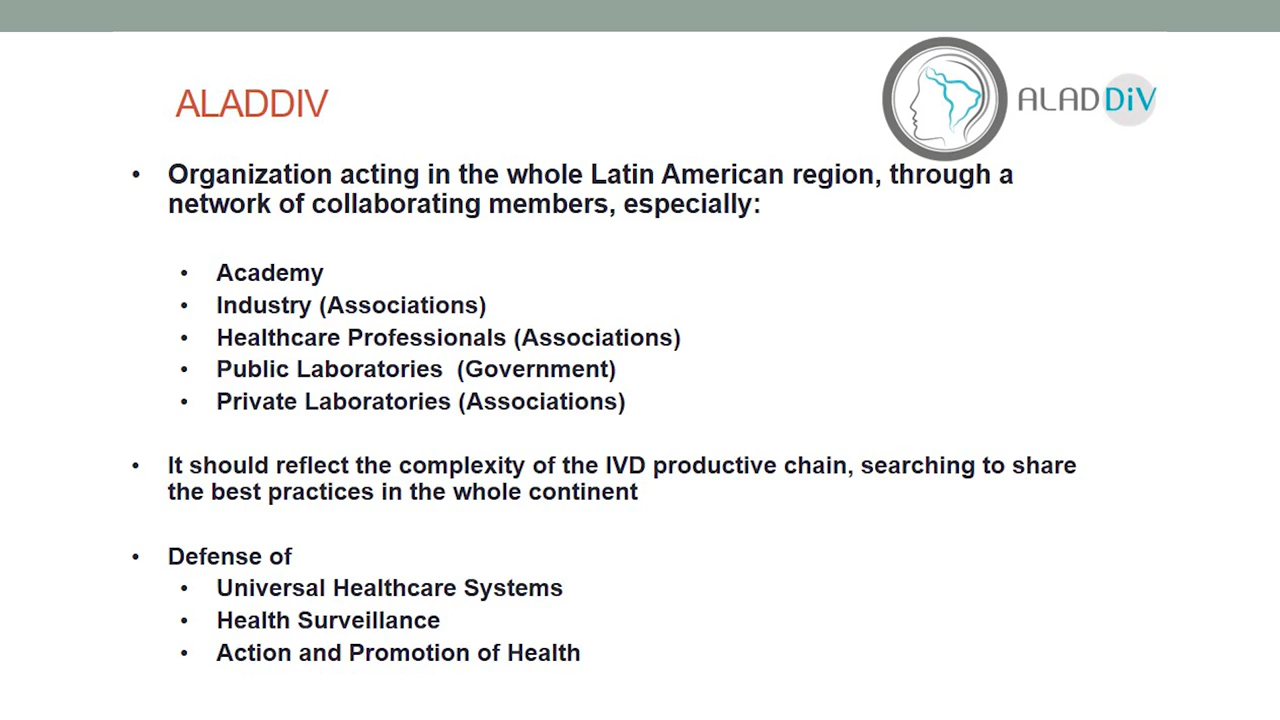 ALADDIV
ALADDiV
• Organization acting in the whole Latin American region, through a
network of collaborating members, especially:
• Academy
• Industry (Associations)
• Healthcare Professionals (Associations)
• Public Laboratories  (Government)
• Private Laboratories (Associations)
• It should reflect the complexity of the IVD productive chain, searching to share
the best practices in the whole continent
• Defense of
• Universal Healthcare Systems
• Health Surveillance
• Action and Promotion of Health